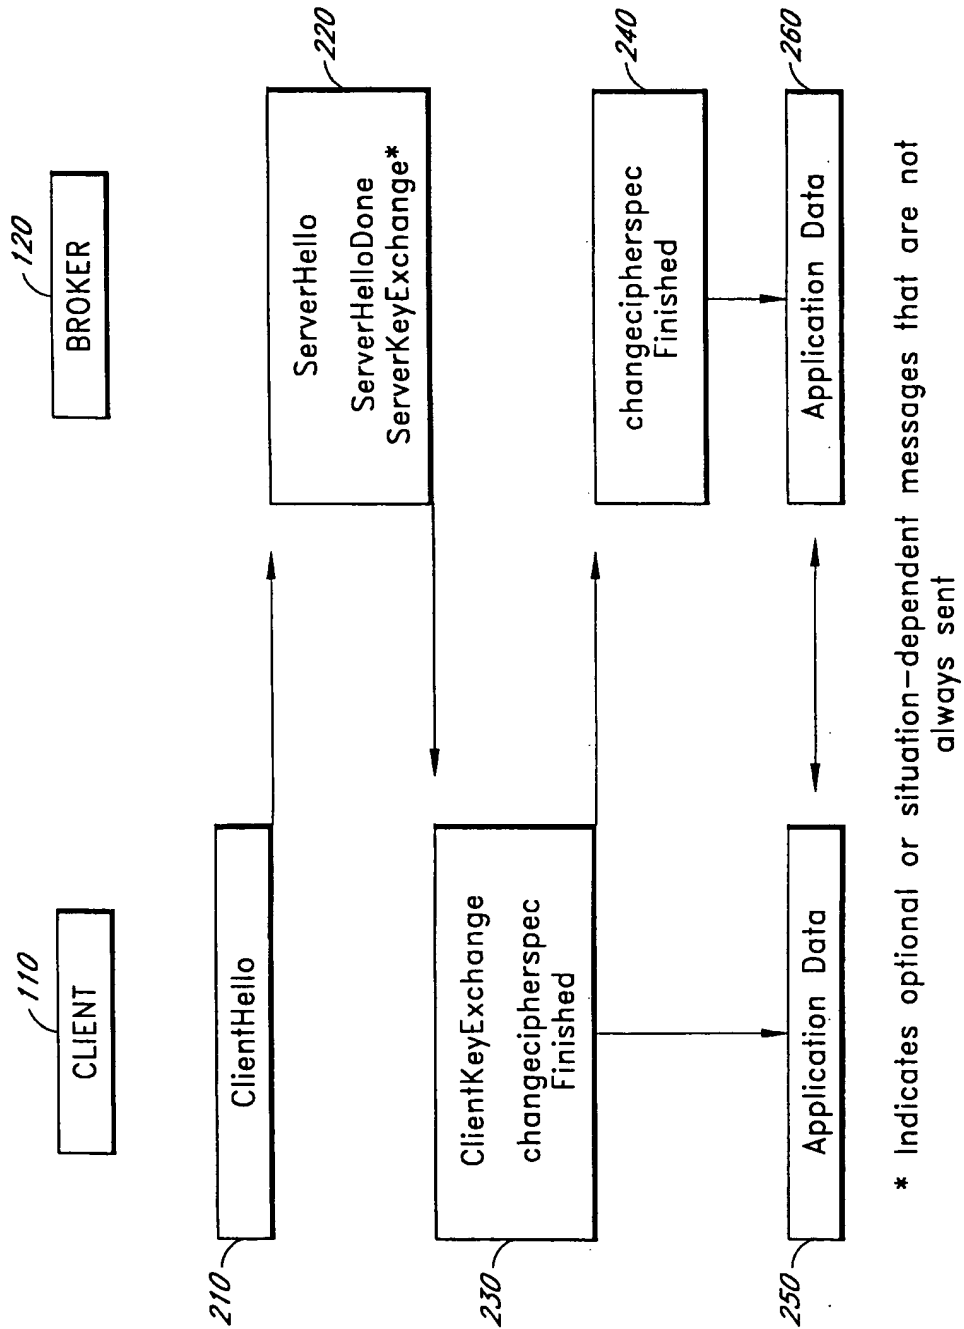 110
CLIENT
120
BROKER
210
ClientHello
220
ServerHello
ServerHelloDone
ServerKeyExchange*
230
ClientKeyExchange
changecipherspec
Finished
240
changecipherspec
Finished
250
Application Data
260
Application Data
* Indicates optional or situation-dependent messages that are not
always sent